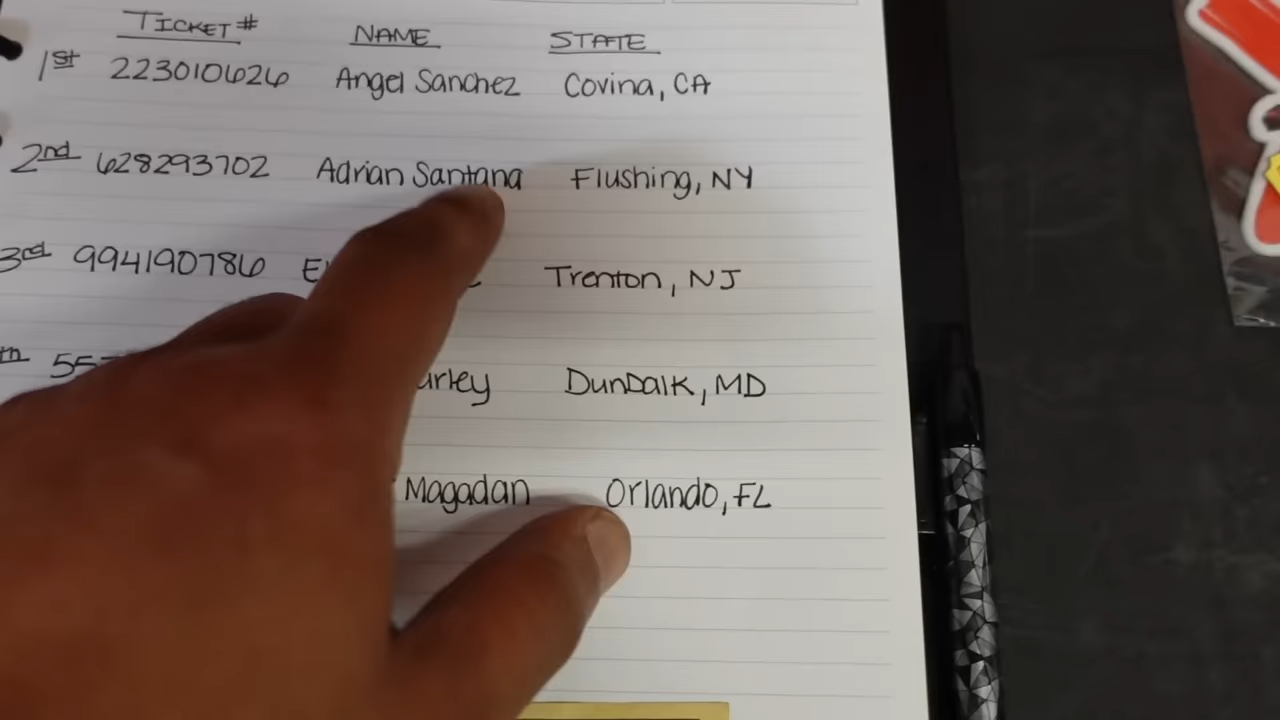 TICKET# NAME STATE
1st 223010626 Angel Sanchez Covina, CA
2nd 628293702 Adrian Santana Flushing, NY
3rd 994190786 Trenton, NJ
DunDalk, MD
Magadan Orlando, FL